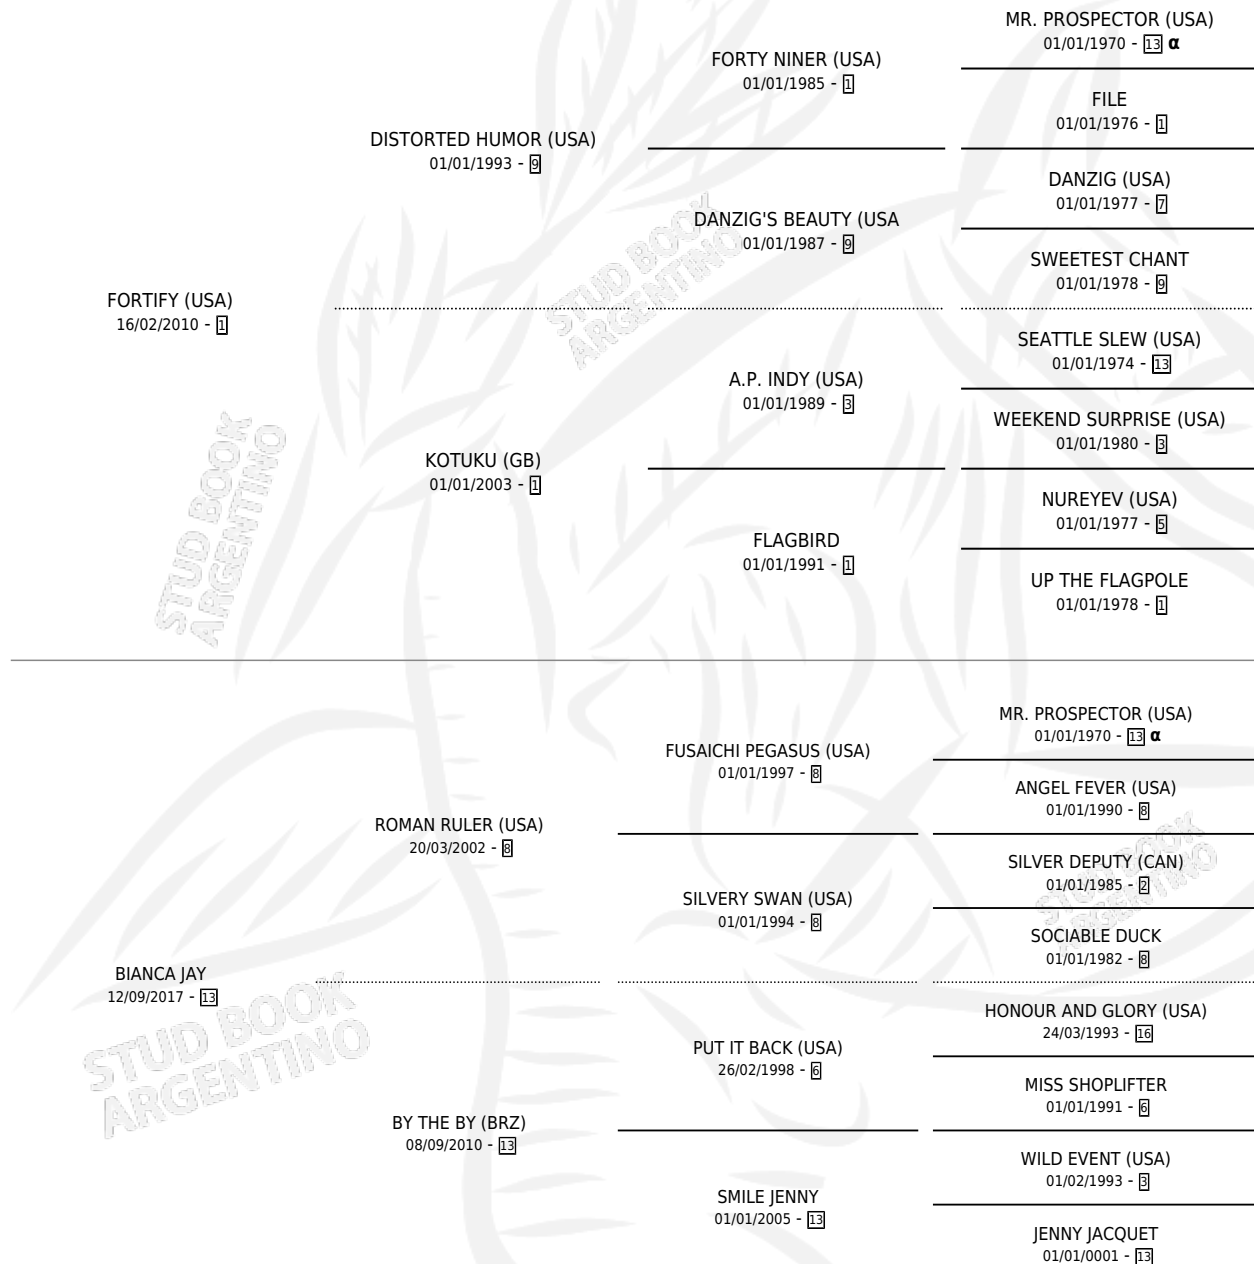 MR. PROSPECTOR (USA)
01/01/1970 - 13 α
FORTY NINER (USA)
01/01/1985 - 1
FILE
01/01/1976 - 1
DISTORTED HUMOR (USA)
01/01/1993 - 9
DANZIG (USA)
01/01/1977 - 7
DANZIG'S BEAUTY (USA
01/01/1987 - 9
SWEETEST CHANT
01/01/1978 - 9
FORTIFY (USA)
16/02/2010 - 1
STUD BOOK
ARGENTINO
SEATTLE SLEW (USA)
01/01/1974 - 13
A.P. INDY (USA)
01/01/1989 - 3
WEEKEND SURPRISE (USA)
01/01/1980 - 3
KOTUKU (GB)
01/01/2003 - 1
NUREYEV (USA)
01/01/1977 - 5
FLAGBIRD
01/01/1991 - 1
UP THE FLAGPOLE
01/01/1978 - 1
STUD BOOK
ARGENTINO
MR. PROSPECTOR (USA)
01/01/1970 - 13 α
FUSAICHI PEGASUS (USA)
01/01/1997 - 8
ANGEL FEVER (USA)
01/01/1990 - 8
ROMAN RULER (USA)
20/03/2002 - 8
SILVER DEPUTY (CAN)
01/01/1985 - 2
SILVERY SWAN (USA)
01/01/1994 - 8
SOCIABLE DUCK
01/01/1982 - 8
STUD BOOK
ARGENTINO
BIANCA JAY
12/09/2017 - 13
HONOUR AND GLORY (USA)
24/03/1993 - 16
PUT IT BACK (USA)
26/02/1998 - 6
MISS SHOPLIFTER
01/01/1991 - 6
BY THE BY (BRZ)
08/09/2010 - 13
WILD EVENT (USA)
01/02/1993 - 3
SMILE JENNY
01/01/2005 - 13
JENNY JACQUET
01/01/0001 - 13
STUD BOOK
ARGENTINO